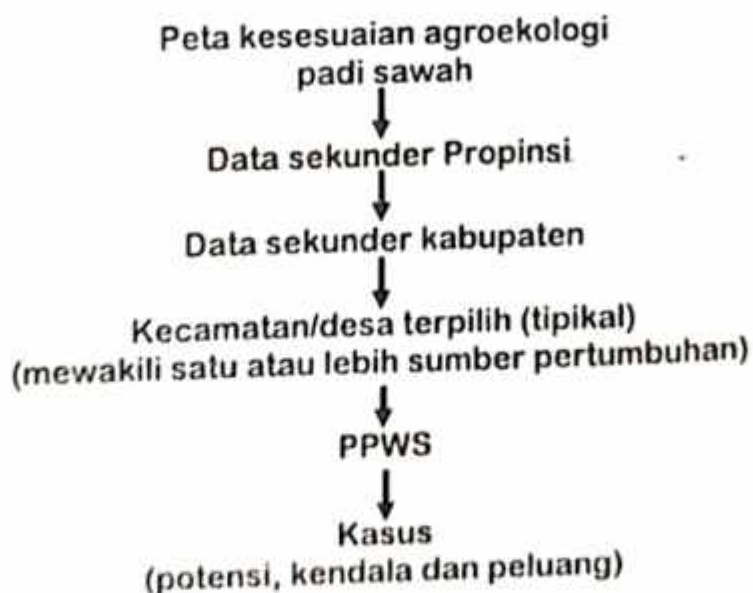 Peta kesesuaian agroekologi
padi sawah
Data sekunder Propinsi
Data sekunder kabupaten
Kecamatan/desa terpilih (tipikal)
(mewakili satu atau lebih sumber pertumbuhan)
PPWS
Kasus
(potensi, kendala dan peluang)